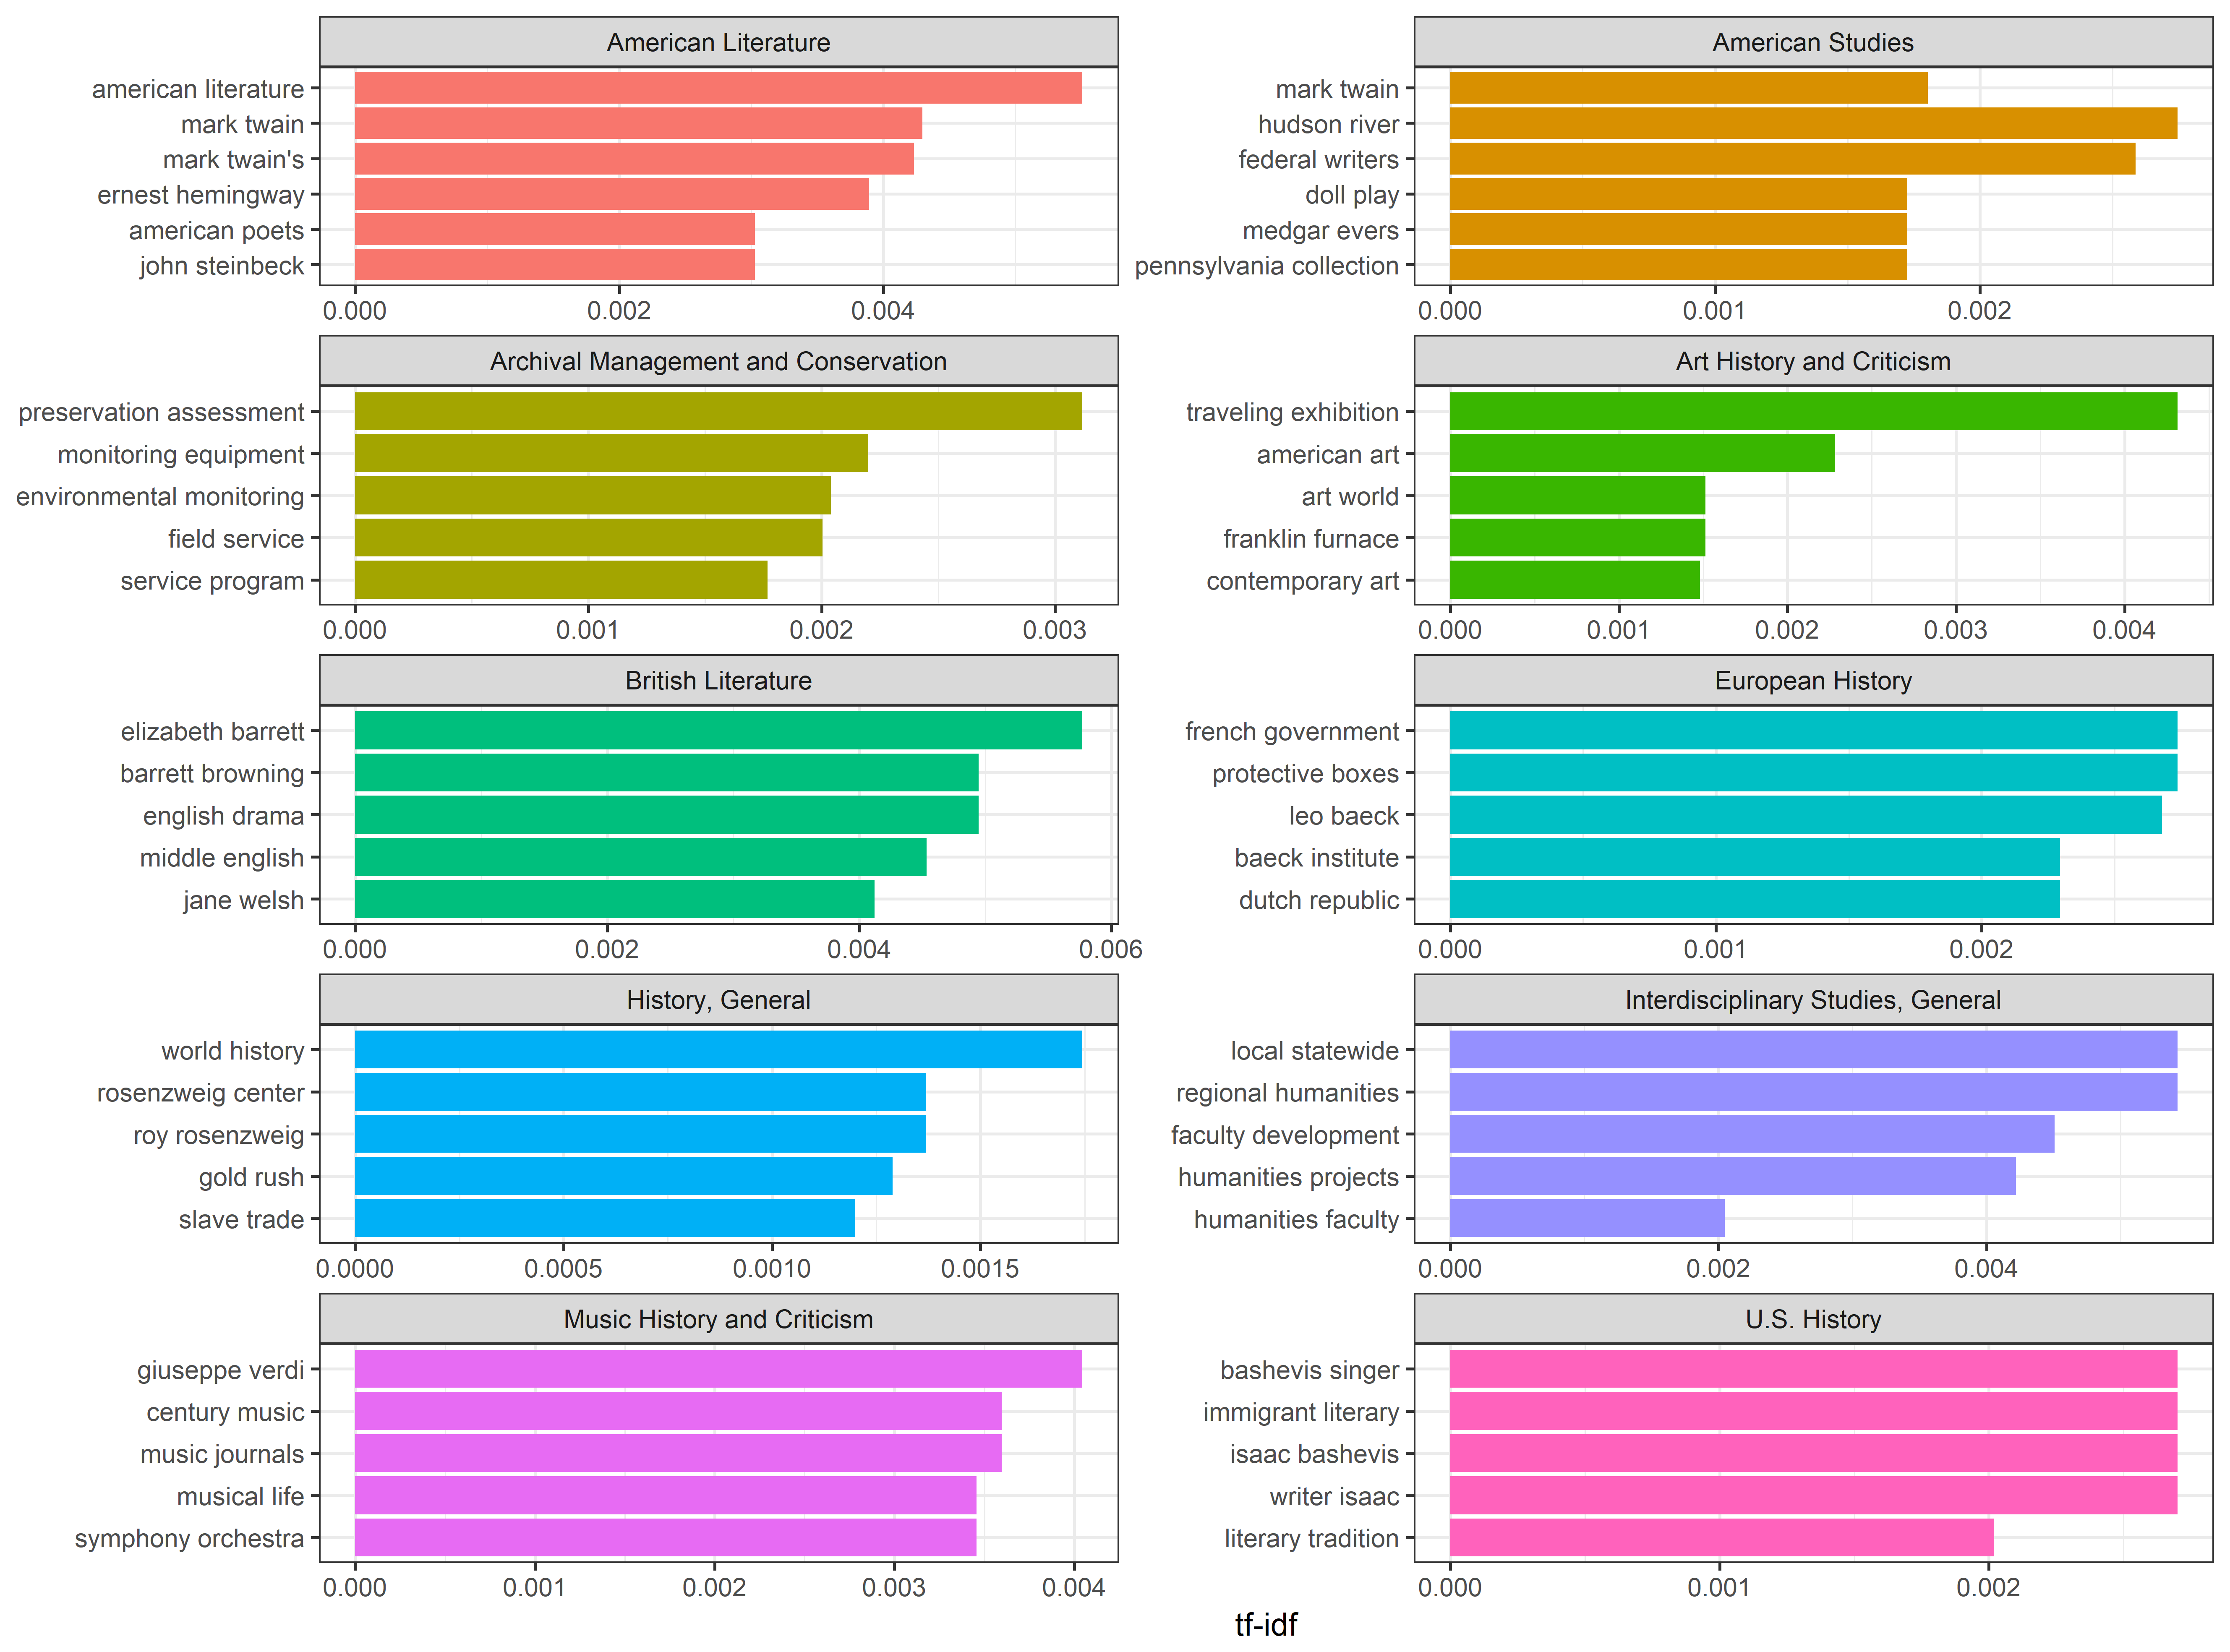 American Literature
american literature
mark twain
mark twain's
ernest hemingway
american poets
john steinbeck
0.000 0.002 0.004
American Studies
mark twain
hudson river
federal writers
doll play
medgar evers
pennsylvania collection
0.000 0.001 0.002
Archival Management and Conservation
preservation assessment
monitoring equipment
environmental monitoring
field service
service program
0.000 0.001 0.002 0.003
Art History and Criticism
traveling exhibition
american art
art world
franklin furnace
contemporary art
0.000 0.001 0.002 0.003 0.004
British Literature
elizabeth barrett
barrett browning
english drama
middle english
jane welsh
0.000 0.002 0.004 0.006
European History
french government
protective boxes
leo baeck
baeck institute
dutch republic
0.000 0.001 0.002
History, General
world history
rosenzweig center
roy rosenzweig
gold rush
slave trade
0.0000 0.0005 0.0010 0.0015
Interdisciplinary Studies, General
local statewide
regional humanities
faculty development
humanities projects
humanities faculty
0.000 0.002 0.004
Music History and Criticism
giuseppe verdi
century music
music journals
musical life
symphony orchestra
0.000 0.001 0.002 0.003 0.004
U.S. History
bashevis singer
immigrant literary
isaac bashevis
writer isaac
literary tradition
0.000 0.001 0.002
tf-idf